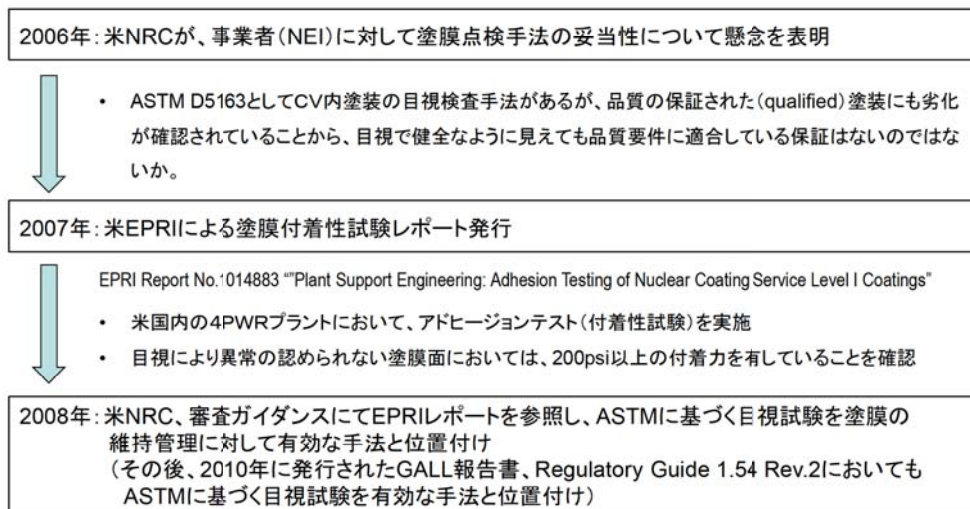 2006年：米NRCが、事業者（NEI）に対して塗膜点検手法の妥当性について懸念を表明
• ASTM D5163としてCV内塗装の目視検査手法があるが、品質の保証された（qualified）塗装にも劣化
が確認されていることから、目視で健全なように見えても品質要件に適合している保証はないのではな
いか。
2007年：米EPRIによる塗膜付着性試験レポート発行
EPRI Report No.1014883 “”Plant Support Engineering: Adhesion Testing of Nuclear Coating Service Level I Coatings”
• 米国内の4PWRプラントにおいて、アドヒージョンテスト（付着性試験）を実施
• 目視により異常の認められない塗膜面においては、200psi以上の付着力を有していることを確認
2008年：米NRC、審査ガイダンスにてEPRIレポートを参照し、ASTMに基づく目視試験を塗膜の
維持管理に対して有効な手法と位置付け
（その後、2010年に発行されたGALL報告書、Regulatory Guide 1.54 Rev.2においても
ASTMに基づく目視試験を有効な手法と位置付け）